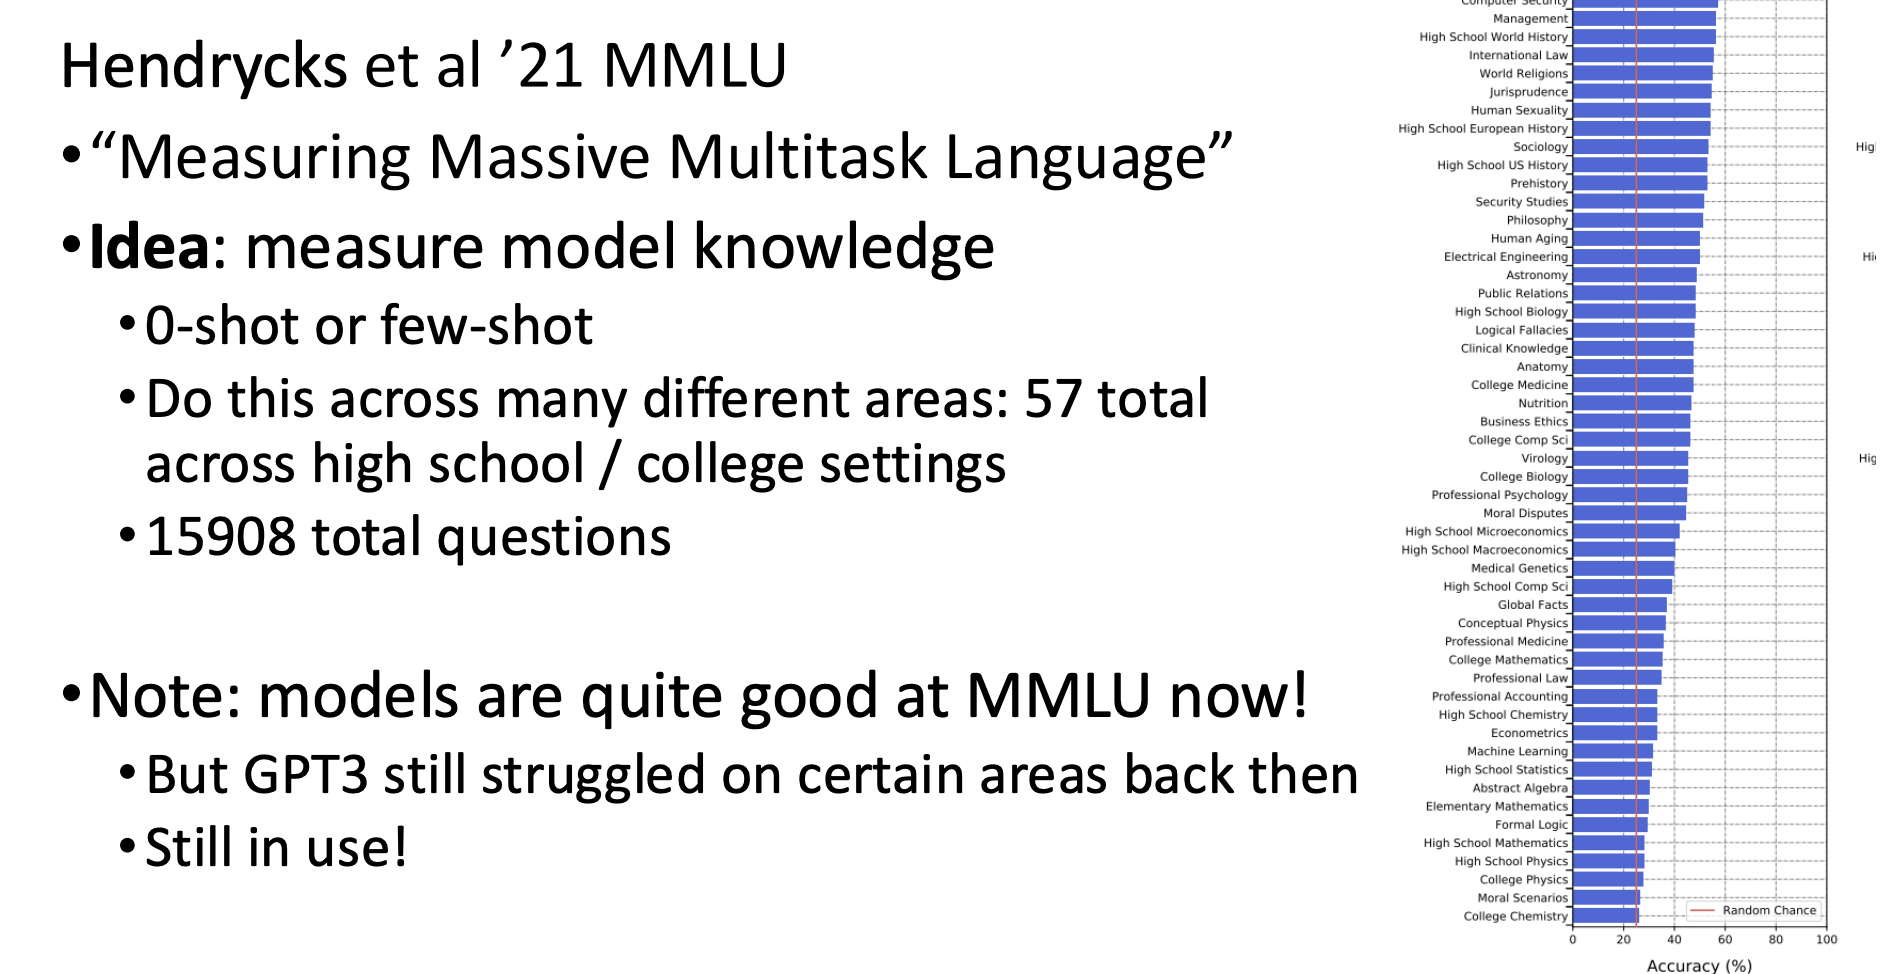 Hendrycks et al ’21 MMLU
•“Measuring Massive Multitask Language”
•Idea: measure model knowledge
•0-shot or few-shot
•Do this across many different areas: 57 total
across high school / college settings
•15908 total questions
•Note: models are quite good at MMLU now!
•But GPT3 still struggled on certain areas back then
•Still in use!
Computer Security
Management
High School World History
International Law
World Religions
Jurisprudence
Human Sexuality
High School European History
Sociology
High School US History
Prehistory
Security Studies
Philosophy
Human Aging
Electrical Engineering
Astronomy
Public Relations
High School Biology
Logical Fallacies
Clinical Knowledge
Anatomy
College Medicine
Nutrition
Business Ethics
College Comp Sci
Virology
College Biology
Professional Psychology
Moral Disputes
High School Microeconomics
High School Macroeconomics
Medical Genetics
High School Comp Sci
Global Facts
Conceptual Physics
Professional Medicine
College Mathematics
Professional Law
Professional Accounting
High School Chemistry
Econometrics
Machine Learning
High School Statistics
Abstract Algebra
Elementary Mathematics
Formal Logic
High School Mathematics
High School Physics
College Physics
Moral Scenarios
College Chemistry
Random Chance
0 20 40 60 80 100
Accuracy (%)